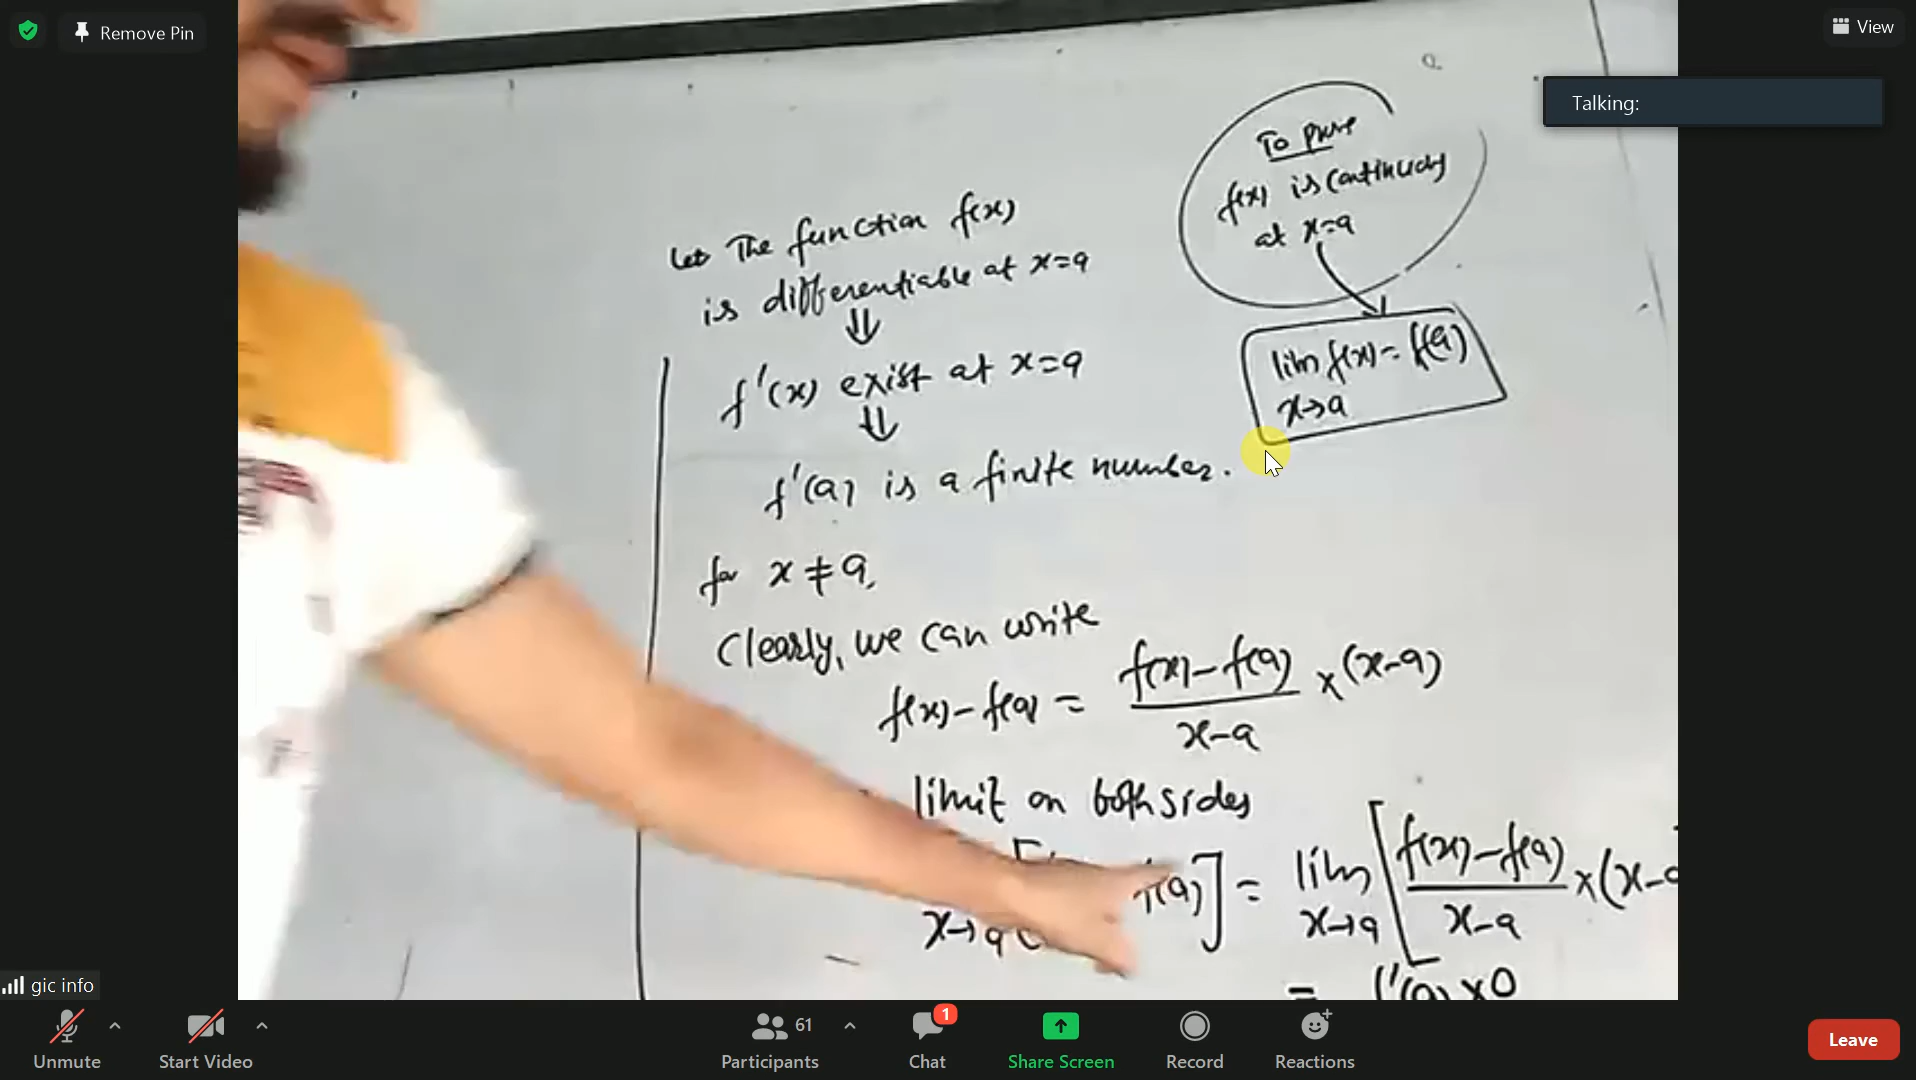 Remove Pin
View
Talking:
To prove
f(x) is continuous
at x=a
lim f(x) = f(a)
x→a
Let The function f(x)
is differentiable at x=a
⇓
f'(x) exist at x=a
⇓
f'(a) is a finite number.
for x≠a,
Clearly, we can write
f(x)-f(a) = f(x)-f(a) ×(x-a)
x-a
limit on both sides
f(a)] = lim [f(x)-f(a) ×(x-a
x→a x→a x-a
= f'(a) ×0
gic info
Unmute
Start Video
61
Participants
1
Chat
Share Screen
Record
Reactions
Leave